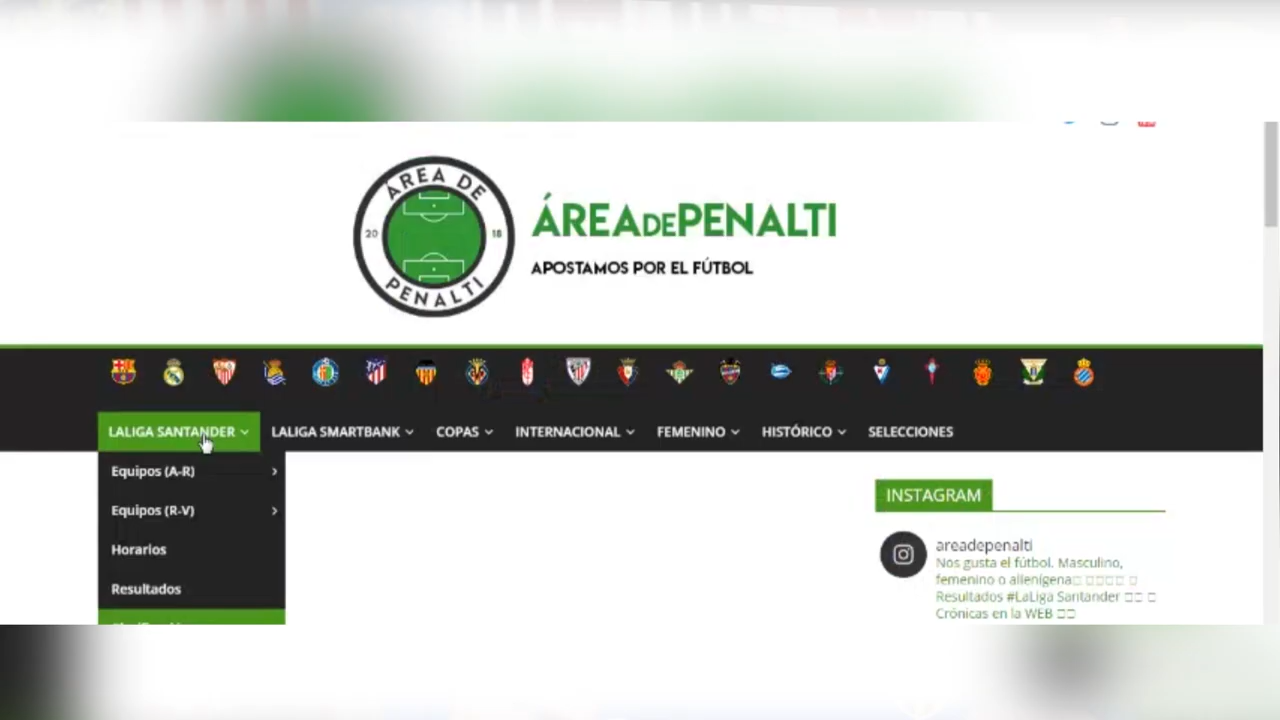 ÁREA DE
20 18
PENALTI
ÁREADEPENALTI
APOSTAMOS POR EL FÚTBOL
LALIGA SANTANDER LALIGA SMARTBANK COPAS INTERNACIONAL FEMENINO HISTÓRICO SELECCIONES
Equipos (A-R)
Equipos (R-V)
Horarios
Resultados
INSTAGRAM
areadepenalti
Nos gusta el fútbol. Masculino,
femenino o alienígena
Resultados #LaLiga Santander
Crónicas en la WEB